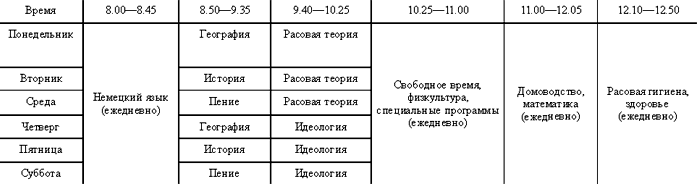 Время 8.00—8.45 8.50—9.35 9.40—10.25 10.25—11.00 11.00—12.05 12.10—12.50
Понедельник География Расовая теория
Вторник История Расовая теория
Среда Пение Расовая теория
Четверг География Идеология
Пятница История Идеология
Суббота Пение Идеология
Немецкий язык
(ежедневно)
Свободное время,
физкультура,
специальные программы
(ежедневно)
Домоводство,
математика
(ежедневно)
Расовая гигиена,
здоровье
(ежедневно)